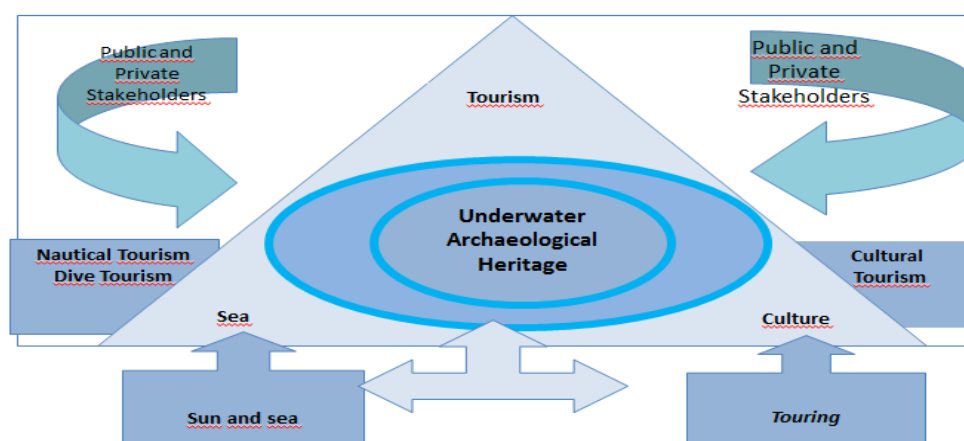 Public and
Private
Stakeholders
Public and
Private
Stakeholders
Tourism
Underwater
Archaeological
Heritage
Nautical Tourism
Dive Tourism
Cultural
Tourism
Sea
Culture
Sun and sea
Touring